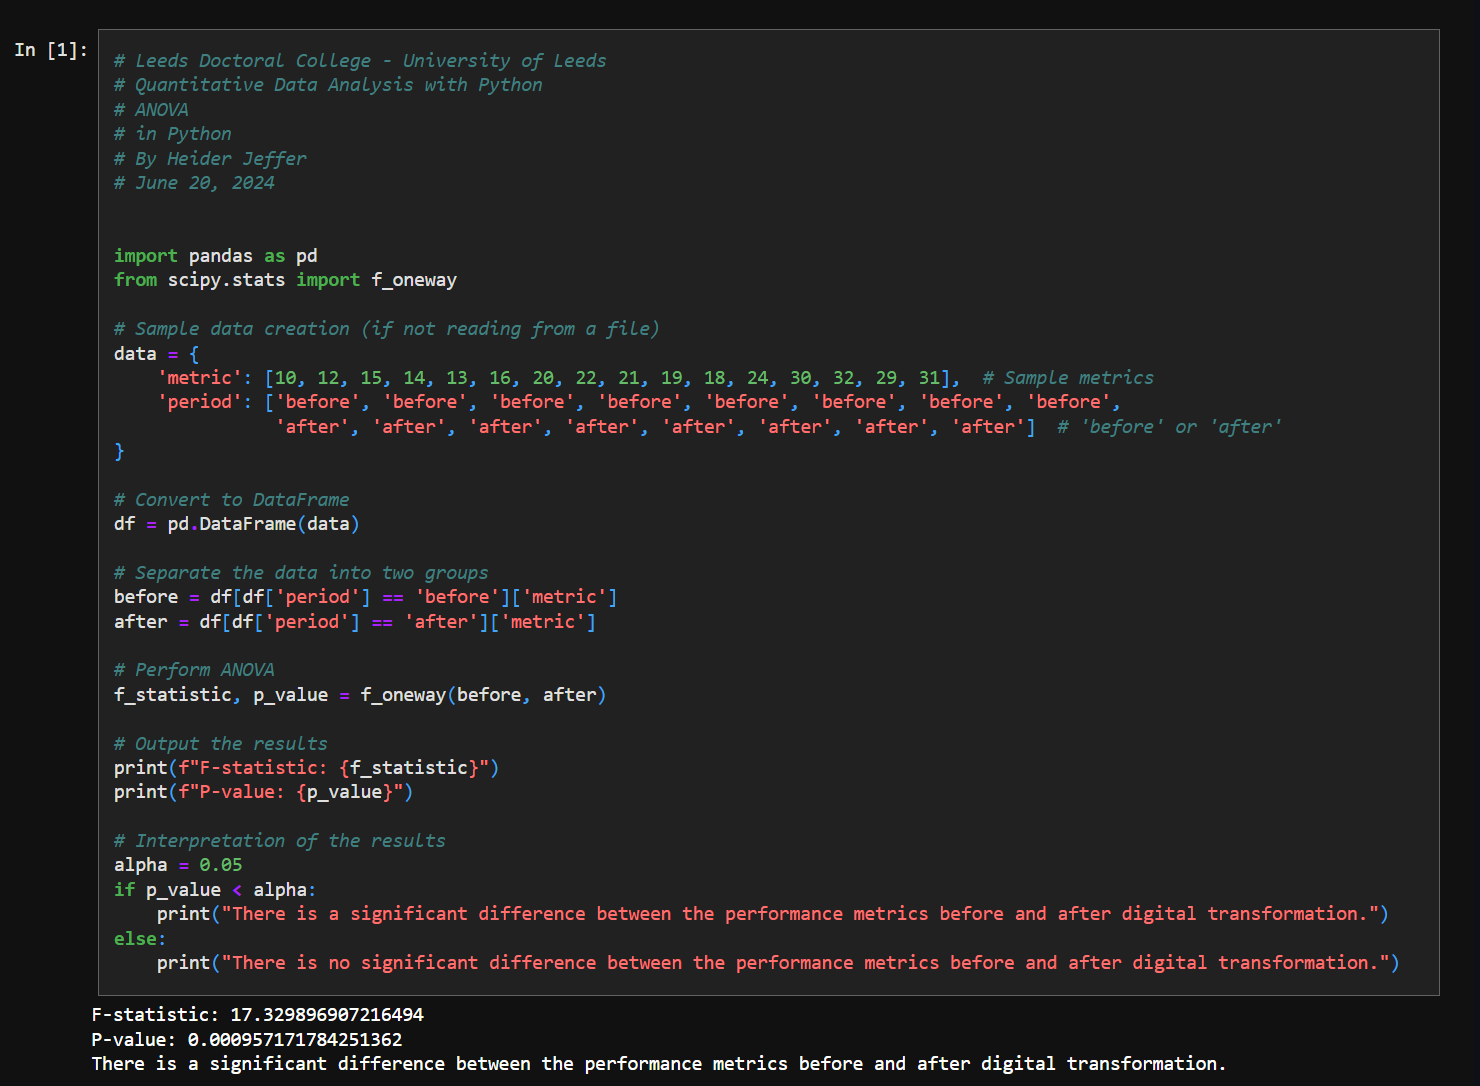 In [1]:
# Leeds Doctoral College - University of Leeds
# Quantitative Data Analysis with Python
# ANOVA
# in Python
# By Heider Jeffer
# June 20, 2024
import pandas as pd
from scipy.stats import f_oneway
# Sample data creation (if not reading from a file)
data = {
    'metric': [10, 12, 15, 14, 13, 16, 20, 22, 21, 19, 18, 24, 30, 32, 29, 31],  # Sample metrics
    'period': ['before', 'before', 'before', 'before', 'before', 'before', 'before', 'before',
               'after', 'after', 'after', 'after', 'after', 'after', 'after', 'after']  # 'before' or 'after'
}
# Convert to DataFrame
df = pd.DataFrame(data)
# Separate the data into two groups
before = df[df['period'] == 'before']['metric']
after = df[df['period'] == 'after']['metric']
# Perform ANOVA
f_statistic, p_value = f_oneway(before, after)
# Output the results
print(f"F-statistic: {f_statistic}")
print(f"P-value: {p_value}")
# Interpretation of the results
alpha = 0.05
if p_value < alpha:
    print("There is a significant difference between the performance metrics before and after digital transformation.")
else:
    print("There is no significant difference between the performance metrics before and after digital transformation.")
F-statistic: 17.329896907216494
P-value: 0.000957171784251362
There is a significant difference between the performance metrics before and after digital transformation.